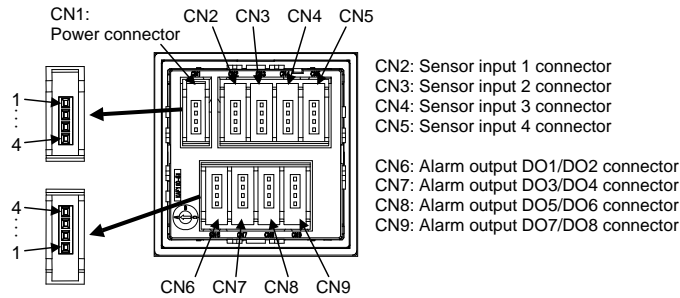 CN1:
Power connector
CN2 CN3 CN4 CN5
CN2: Sensor input 1 connector
CN3: Sensor input 2 connector
CN4: Sensor input 3 connector
CN5: Sensor input 4 connector
CN6: Alarm output DO1/DO2 connector
CN7: Alarm output DO3/DO4 connector
CN8: Alarm output DO5/DO6 connector
CN9: Alarm output DO7/DO8 connector
1
4
4
1
CN6 CN7 CN8 CN9